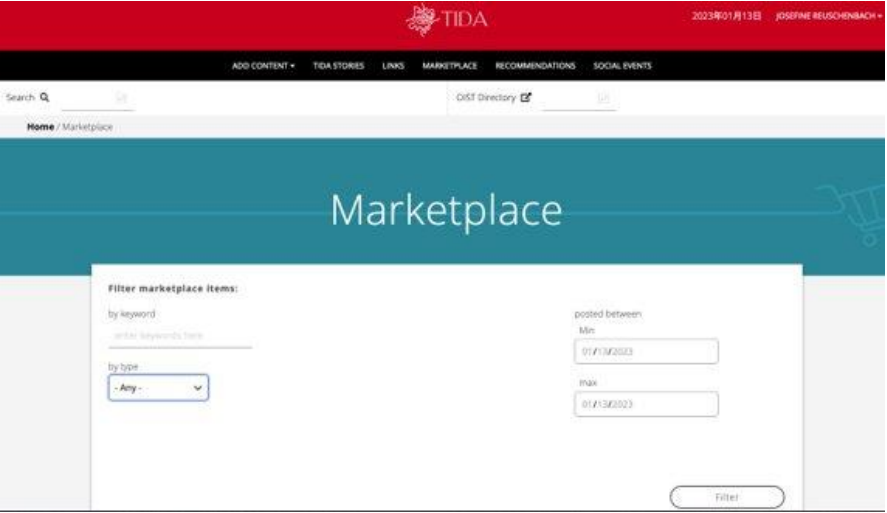 TIDA
2023年01月13日 JOSEFINE REUSCHENBACH
ADD CONTENT TIDA STORIES LINKS MARKETPLACE RECOMMENDATIONS SOCIAL EVENTS
Search OIST Directory
Home / Marketplace
Marketplace
Filter marketplace items:
by keyword
enter keywords here
by type
- Any -
posted between
Min
01/13/2023
max
01/13/2023
Filter